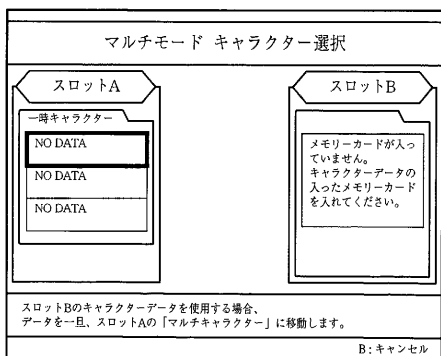 マルチモード キャラクター選択
スロットA
一時キャラクター
NO DATA
NO DATA
NO DATA
スロットB
メモリーカードが入っ
ていません。
キャラクターデータの
入ったメモリーカード
を入れてください。
スロットBのキャラクターデータを使用する場合、
データを一旦、スロットAの「マルチキャラクター」に移動します。
B:キャンセル